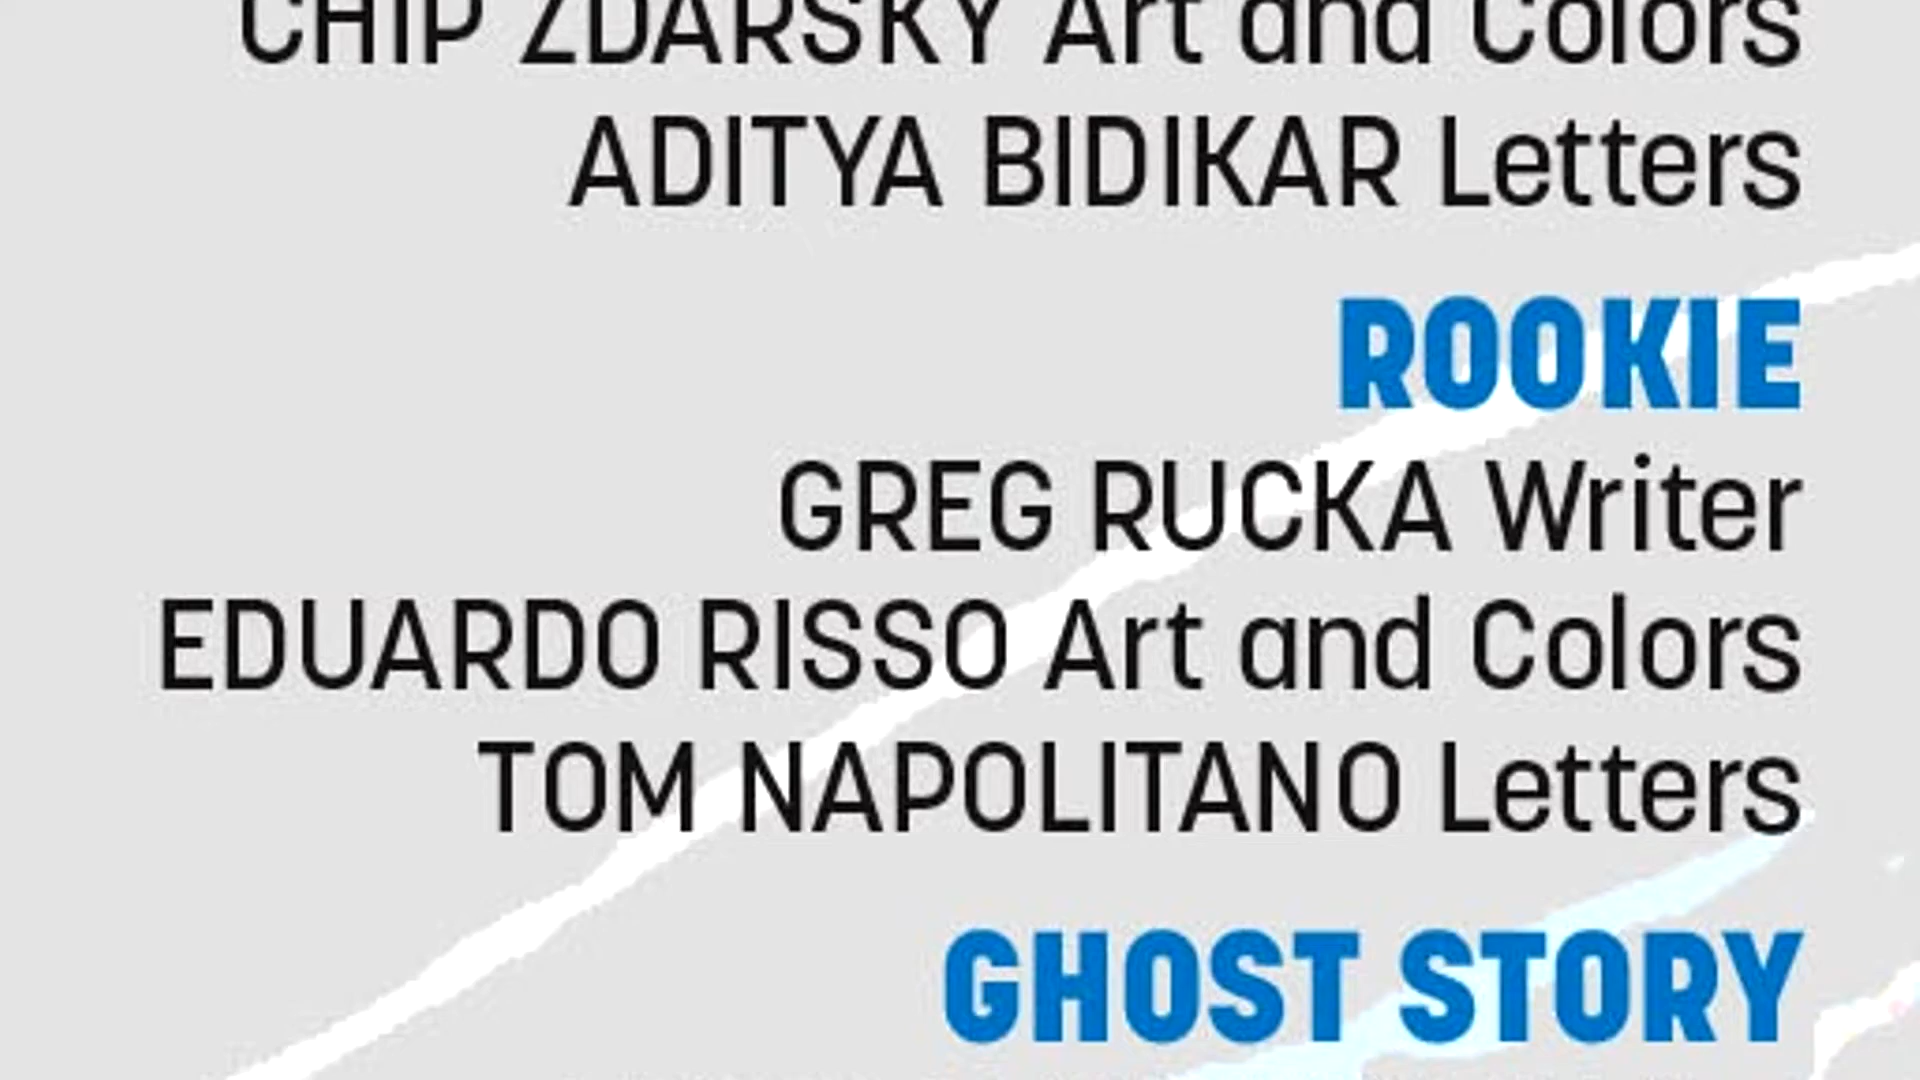 CHIP ZDARSKY Art and Colors
ADITYA BIDIKAR Letters
ROOKIE
GREG RUCKA Writer
EDUARDO RISSO Art and Colors
TOM NAPOLITANO Letters
GHOST STORY